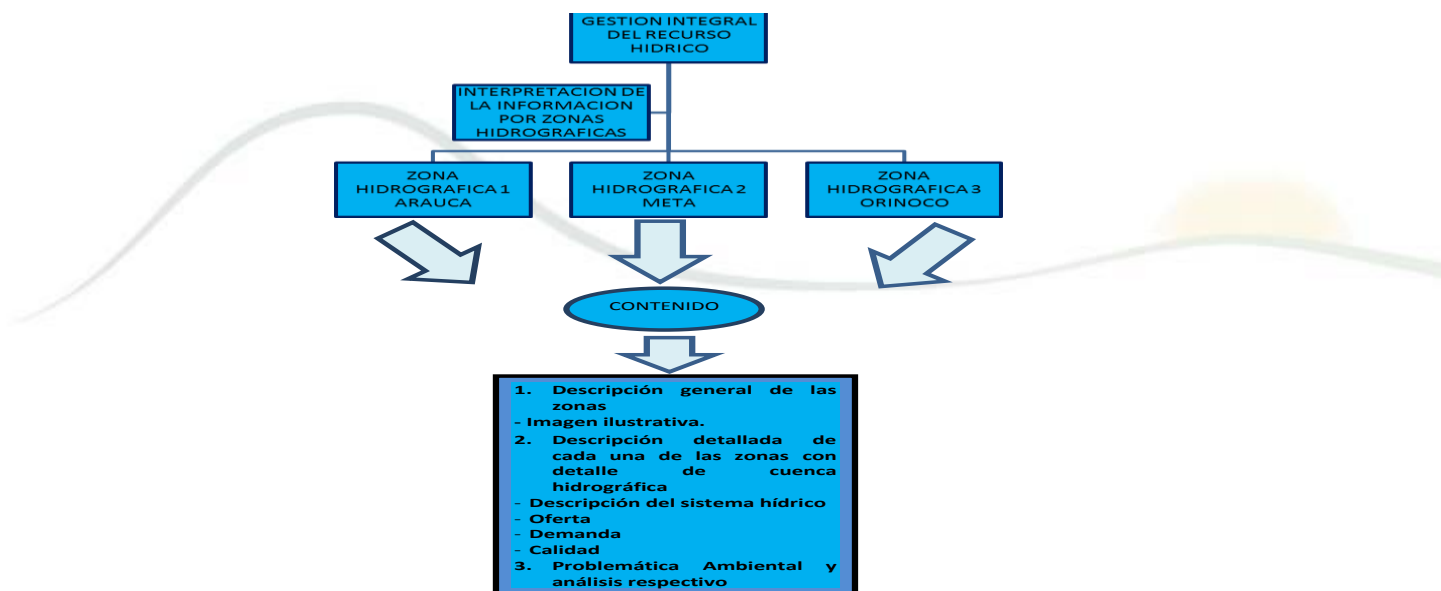 GESTION INTEGRAL
DEL RECURSO
HIDRICO
INTERPRETACION DE
LA INFORMACION
POR ZONAS
HIDROGRAFICAS
ZONA
HIDROGRAFICA 1
ARAUCA
ZONA
HIDROGRAFICA 2
META
ZONA
HIDROGRAFICA 3
ORINOCO
CONTENIDO
1. Descripción general de las
zonas
- Imagen ilustrativa.
2. Descripción detallada de
cada una de las zonas con
detalle de cuenca
hidrográfica
- Descripción del sistema hídrico
- Oferta
- Demanda
- Calidad
3. Problemática Ambiental y
análisis respectivo